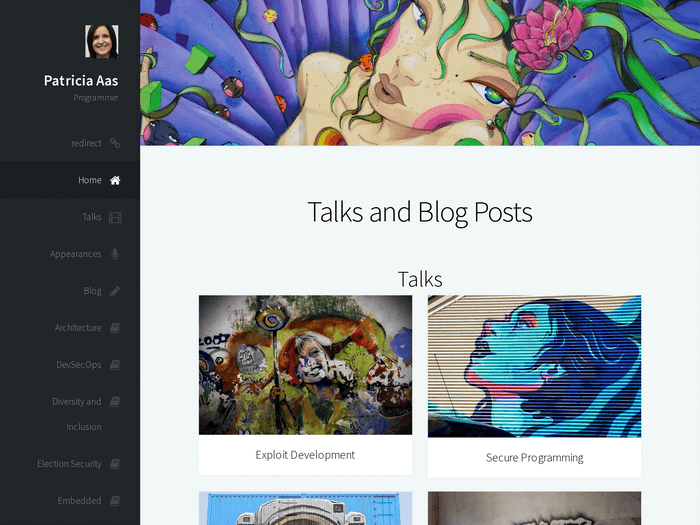 Patricia Aas
Programmer
redirect
Home
Talks
Appearances
Blog
Architecture
DevSecOps
Diversity and
Inclusion
Election Security
Embedded
Talks and Blog Posts
Talks
Exploit Development
Secure Programming